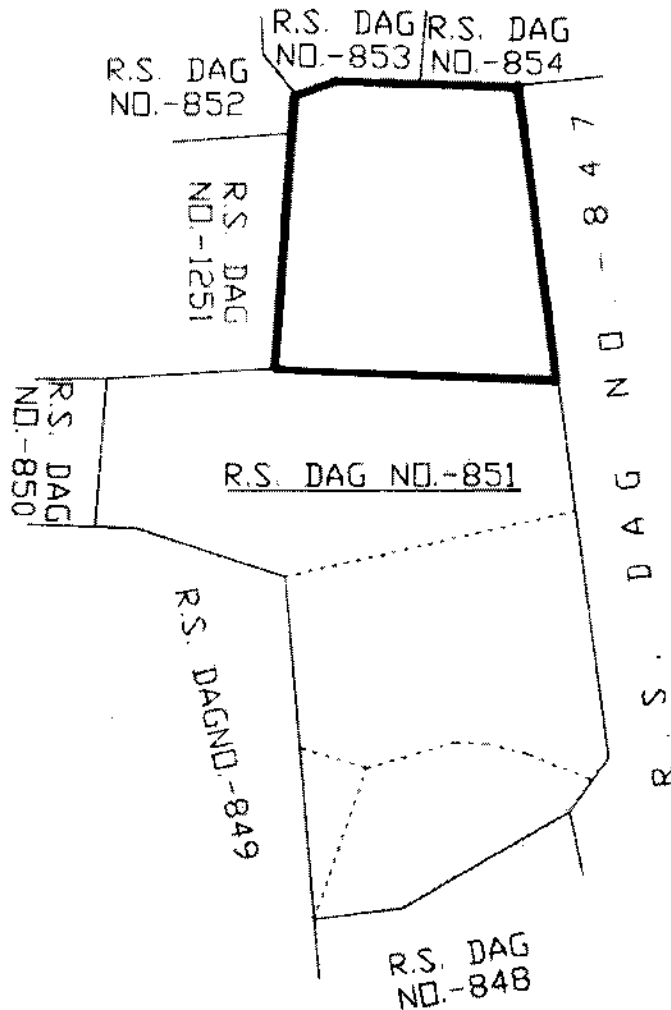 R.S. DAG
NO.-853
R.S. DAG
NO.-854
R.S. DAG
NO.-852
R.S. DAG
NO.-1251
R.S. DAG NO-847
R.S. DAG
NO.-850
R.S. DAG NO.-851
R.S. DAGNO.-849
R.S. DAG
NO.-848